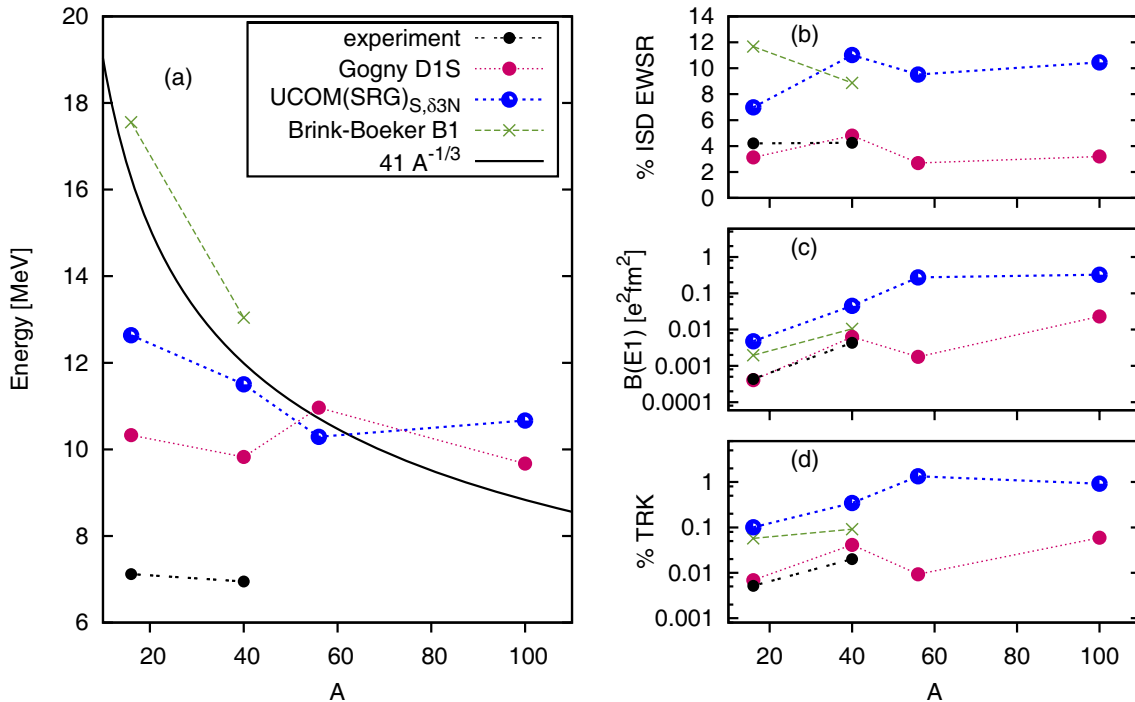 20
18
16
14
12
10
8
6
Energy [MeV]
20 40 60 80 100
A
(a)
experiment
Gogny D1S
UCOM(SRG)S,δ3N
Brink-Boeker B1
41 A^-1/3
14
12
10
8
6
4
2
0
% ISD EWSR
(b)
1
0.1
0.01
0.001
0.0001
B(E1) [e²fm²]
(c)
1
0.1
0.01
0.001
% TRK
(d)
20 40 60 80 100
A